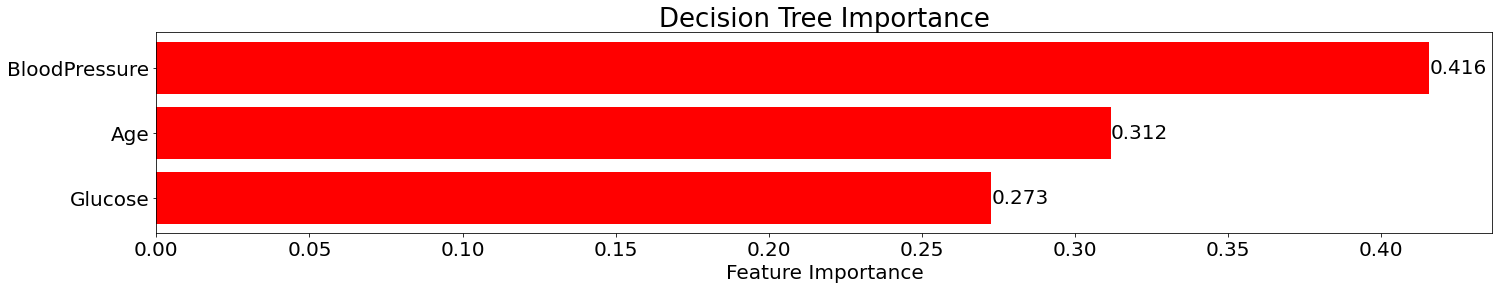 Decision Tree Importance
BloodPressure
0.416
Age
0.312
Glucose
0.273
0.00 0.05 0.10 0.15 0.20 0.25 0.30 0.35 0.40
Feature Importance